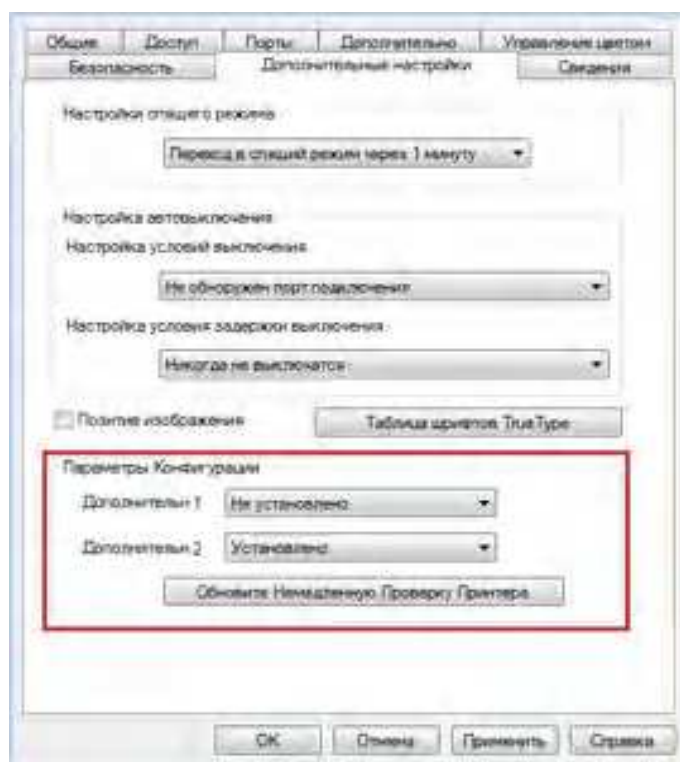 Общие Доступ Порты Дополнительно Управление цветом
Безопасность Дополнительные настройки Сведения
Настройки спящего режима
Переход в спящий режим через 1 минуту
Настройка автовыключения
Настройка условий выключения
Не обноружен порт подключения
Настройка условия задержки выключения
Никогда не выключатся
Позитив изображения Таблица шрифтов TrueType
Параметры Конфигурации
Дополнительн 1 Не установлено
Дополнительн 2 Установлено
Обновите Немедленную Проверку Принтера
OK Отмена Применить Справка